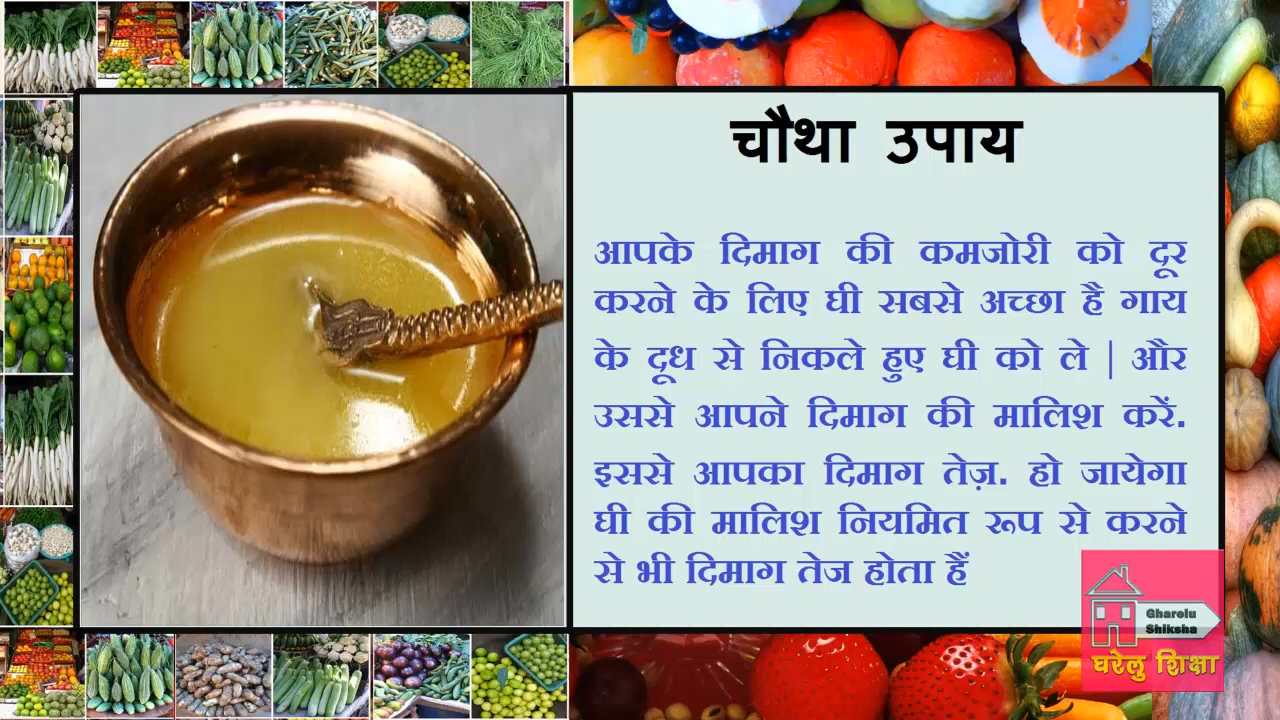 चौथा उपाय
आपके दिमाग की कमजोरी को दूर
करने के लिए घी सबसे अच्छा है गाय
के दूध से निकले हुए घी को ले | और
उससे आपने दिमाग की मालिश करें.
इससे आपका दिमाग तेज़. हो जायेगा
घी की मालिश नियमित रूप से करने
से भी दिमाग तेज होता हैं
Gharelu
Shiksha
घरेलु शिक्षा